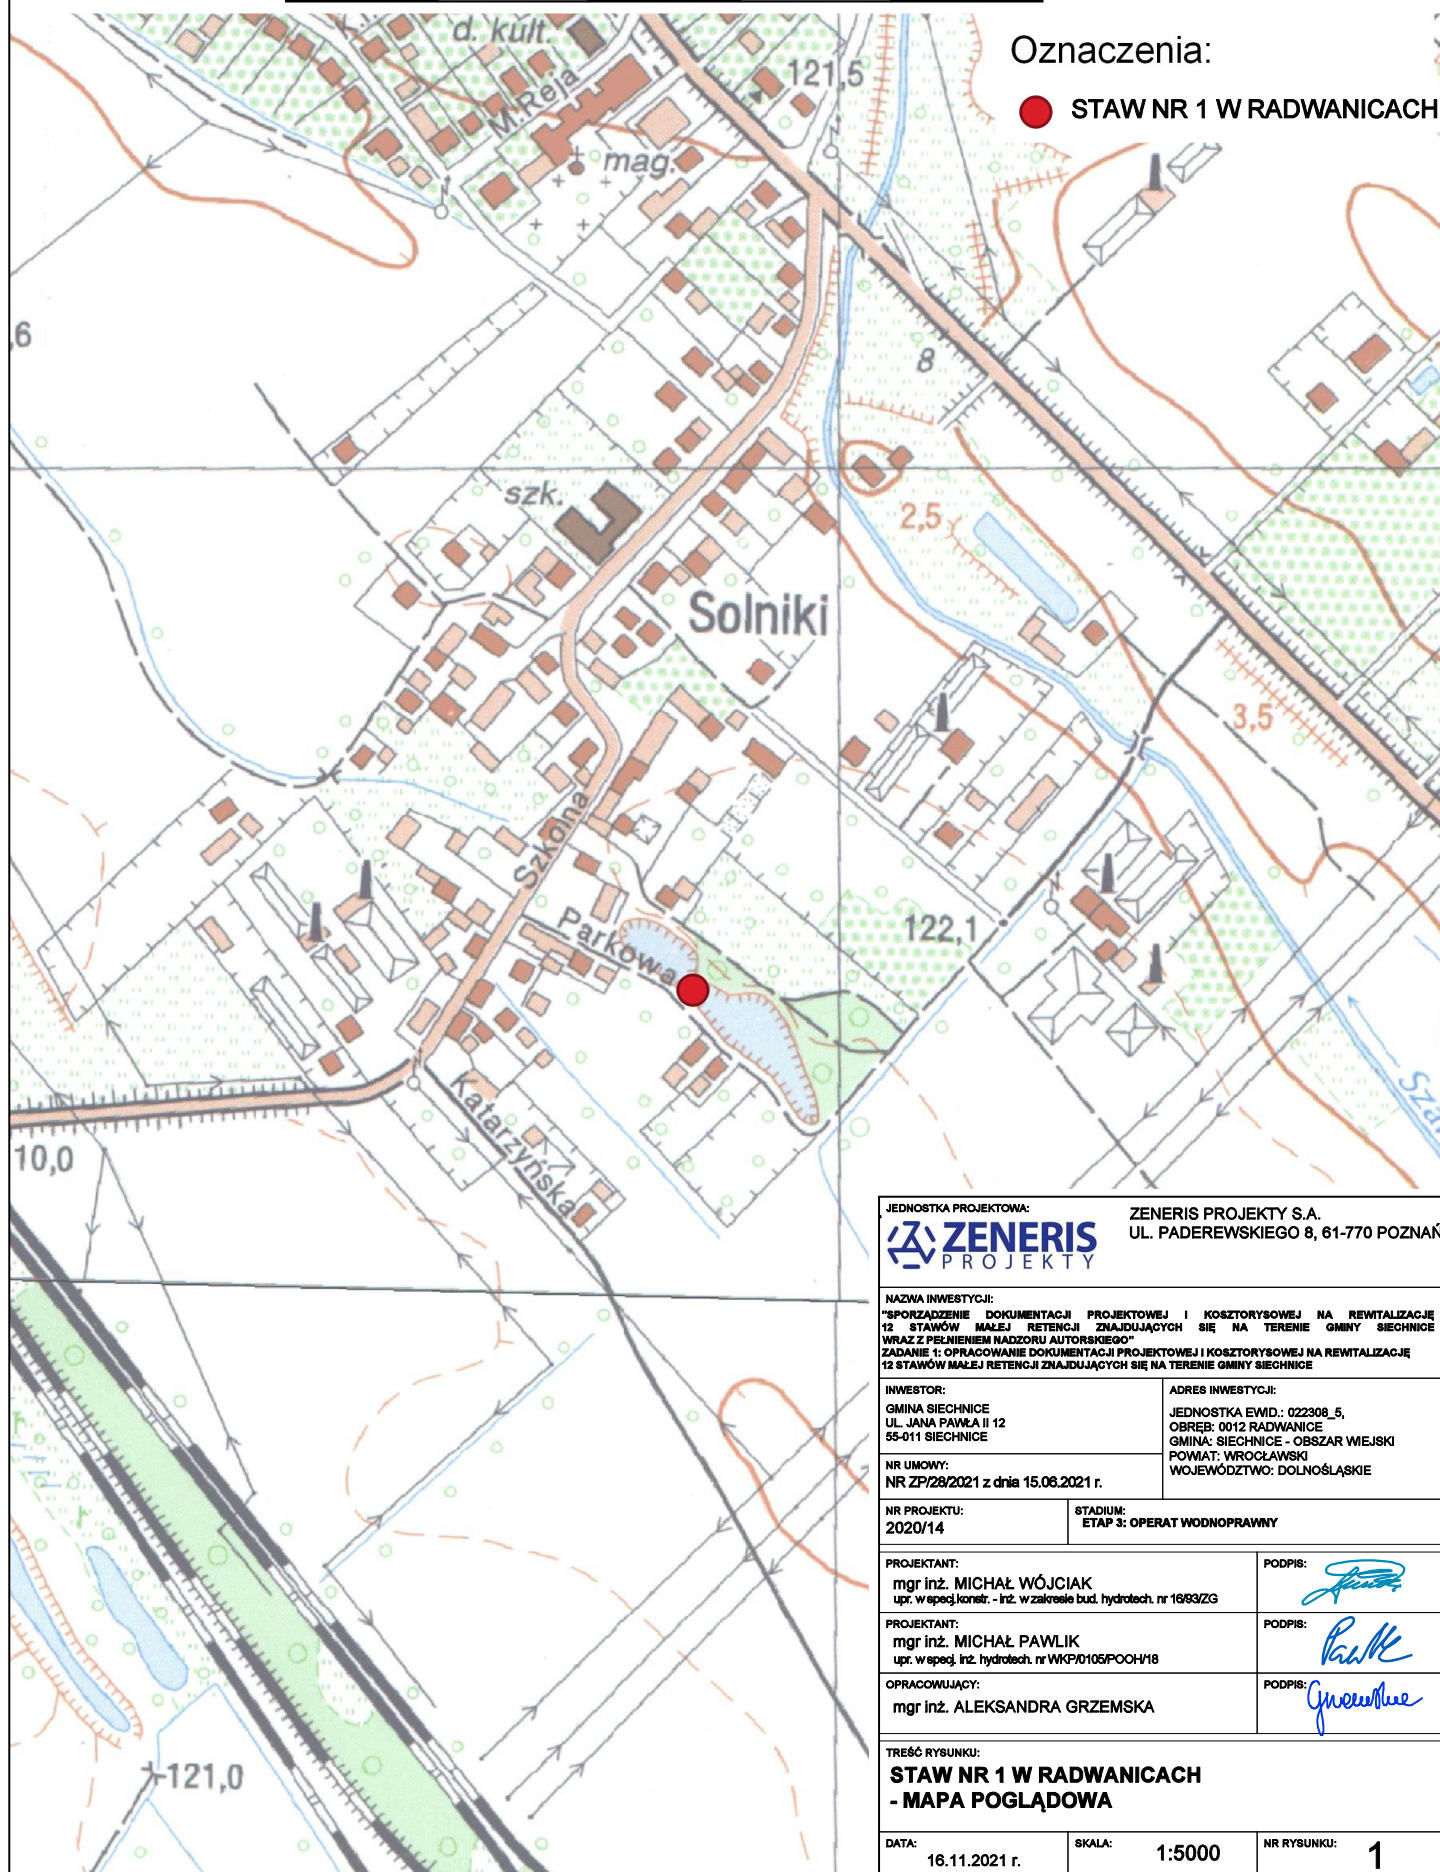 Oznaczenia:
STAW NR 1 W RADWANICACH
d. kult.
M.Reja
121,5
mag.
,6
8
szk.
2,5
Solniki
3,5
Szkolna
Parkowa
122,1
Katarzyńska
10,0
121,0
JEDNOSTKA PROJEKTOWA:
ZENERIS
PROJEKTY
ZENERIS PROJEKTY S.A.
UL. PADEREWSKIEGO 8, 61-770 POZNAŃ
NAZWA INWESTYCJI:
"SPORZĄDZENIE DOKUMENTACJI PROJEKTOWEJ I KOSZTORYSOWEJ NA REWITALIZACJĘ
12 STAWÓW MAŁEJ RETENCJI ZNAJDUJĄCYCH SIĘ NA TERENIE GMINY SIECHNICE
WRAZ Z PEŁNIENIEM NADZORU AUTORSKIEGO"
ZADANIE 1: OPRACOWANIE DOKUMENTACJI PROJEKTOWEJ I KOSZTORYSOWEJ NA REWITALIZACJĘ
12 STAWÓW MAŁEJ RETENCJI ZNAJDUJĄCYCH SIĘ NA TERENIE GMINY SIECHNICE
INWESTOR:
GMINA SIECHNICE
UL. JANA PAWŁA II 12
55-011 SIECHNICE
ADRES INWESTYCJI:
JEDNOSTKA EWID.: 022308_5,
OBRĘB: 0012 RADWANICE
GMINA: SIECHNICE - OBSZAR WIEJSKI
POWIAT: WROCŁAWSKI
WOJEWÓDZTWO: DOLNOŚLĄSKIE
NR UMOWY:
NR ZP/28/2021 z dnia 15.06.2021 r.
NR PROJEKTU:
2020/14
STADIUM:
ETAP 3: OPERAT WODNOPRAWNY
PROJEKTANT:
mgr inż. MICHAŁ WÓJCIAK
upr. w specj.konstr. - inż. w zakresie bud. hydrotech. nr 16/93/ZG
PODPIS:
PROJEKTANT:
mgr inż. MICHAŁ PAWLIK
upr. w specj. inż. hydrotech. nr WKP/0105/POOH/18
PODPIS:
OPRACOWUJĄCY:
mgr inż. ALEKSANDRA GRZEMSKA
PODPIS:
TREŚĆ RYSUNKU:
STAW NR 1 W RADWANICACH
- MAPA POGLĄDOWA
DATA:
16.11.2021 r.
SKALA:
1:5000
NR RYSUNKU:
1